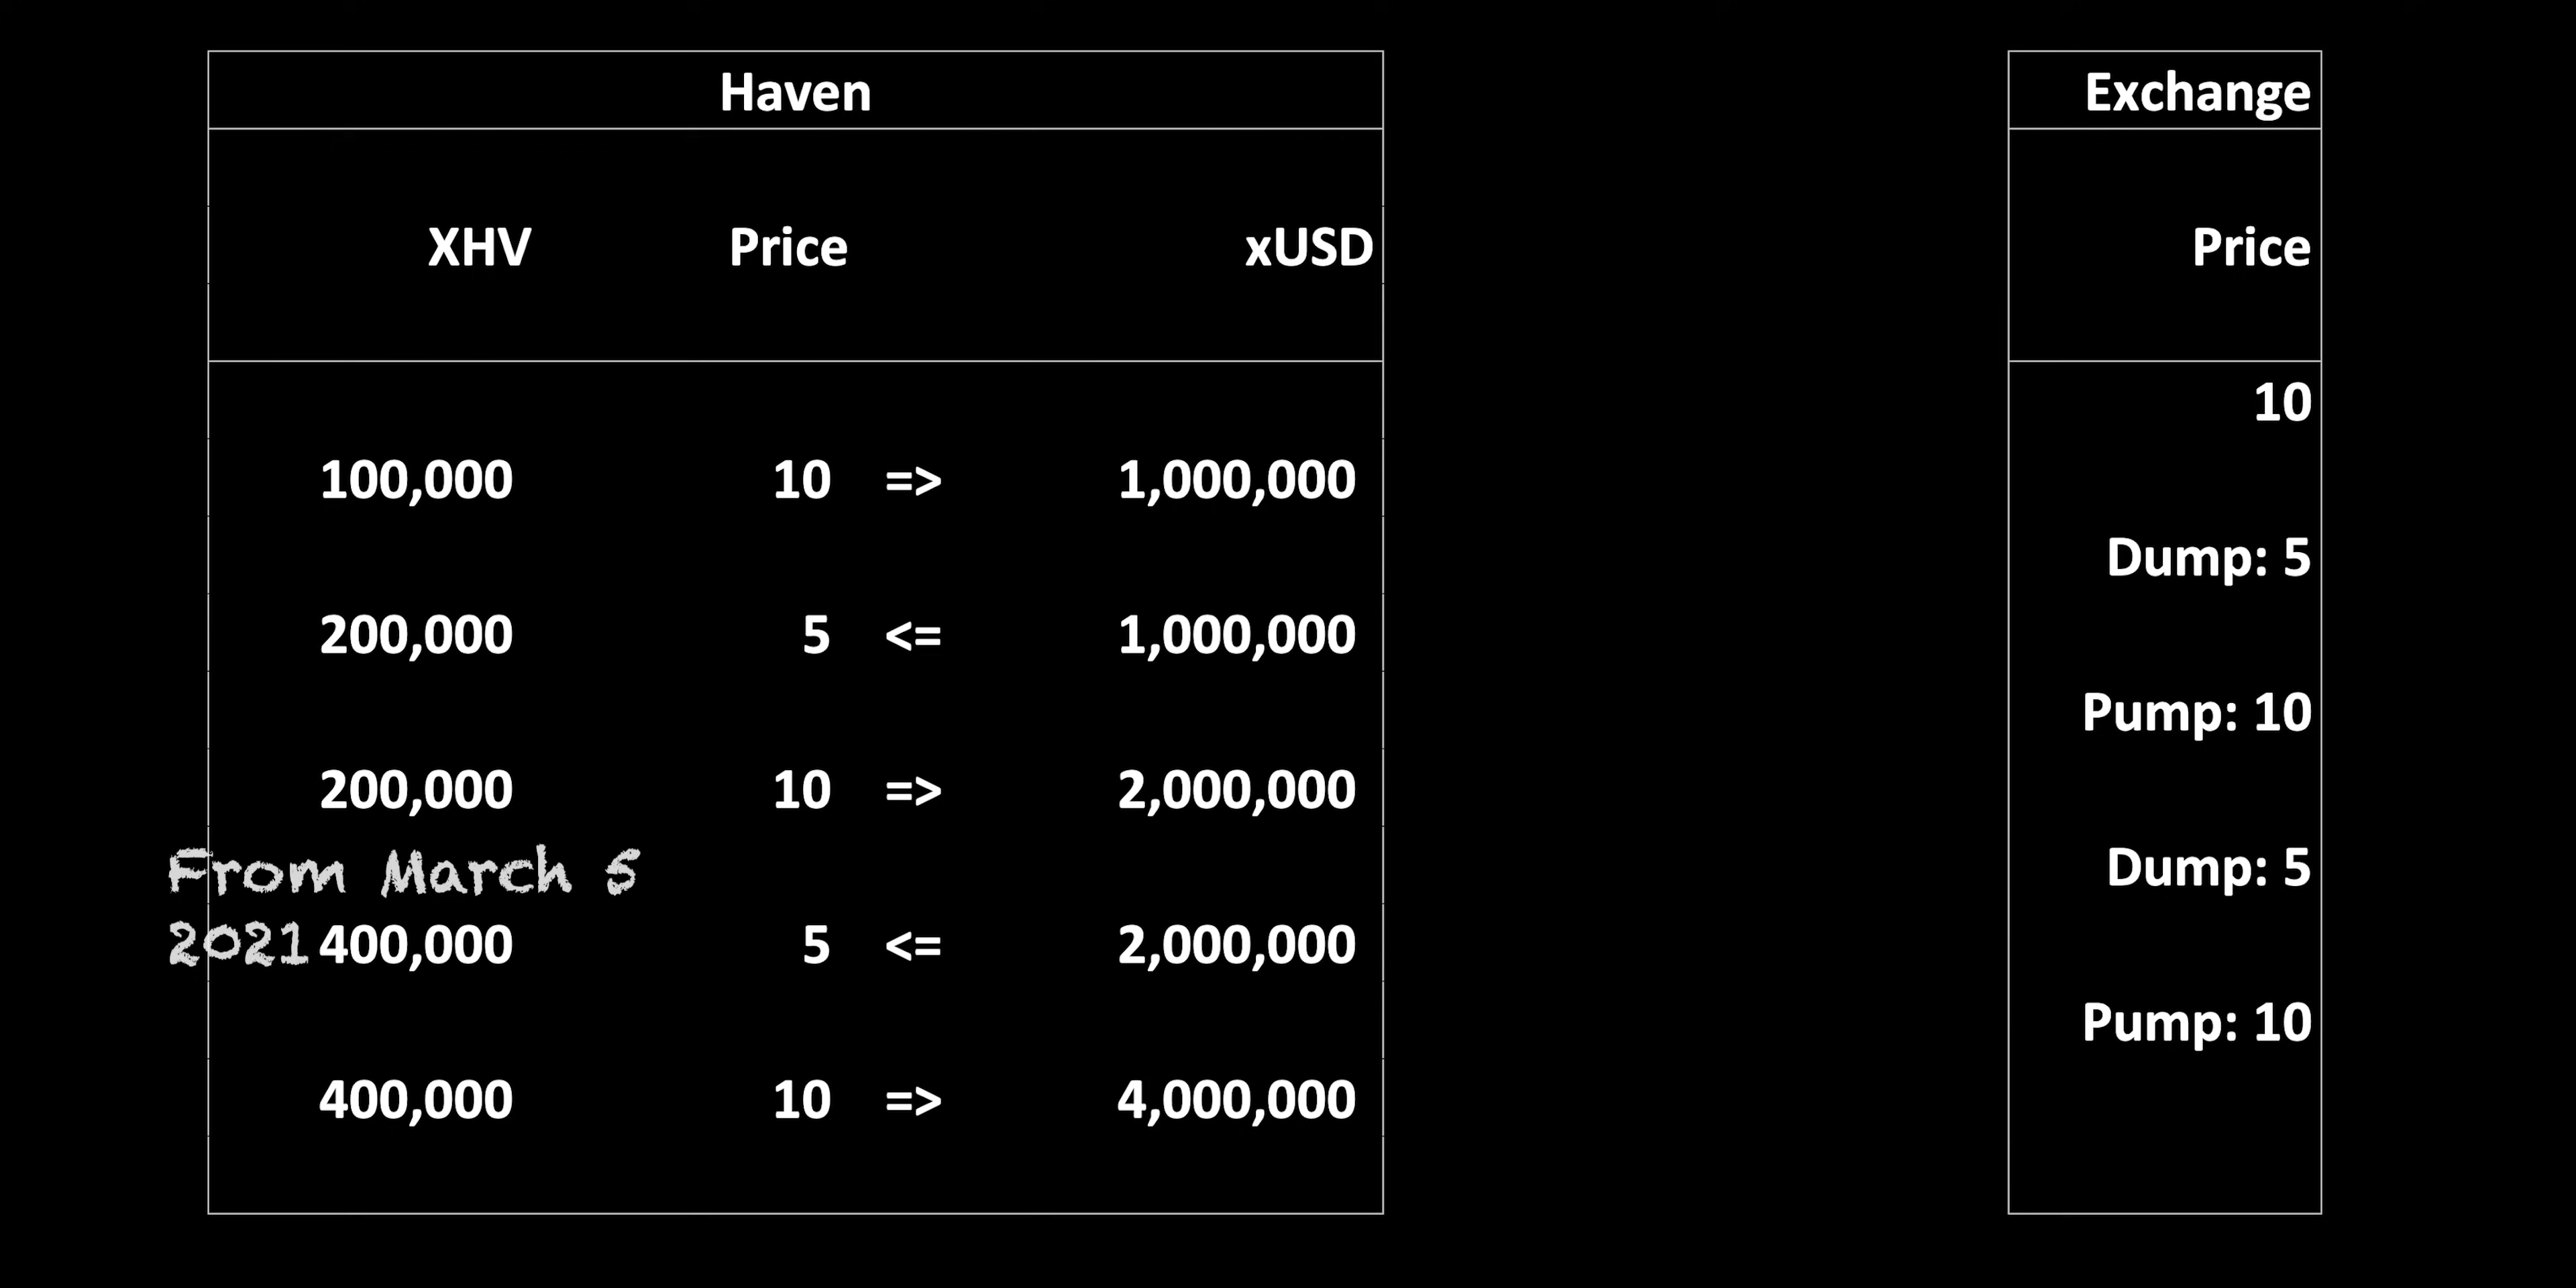 Haven
Exchange
XHV Price xUSD
Price
10
100,000 10 => 1,000,000
Dump: 5
200,000 5 <= 1,000,000
Pump: 10
200,000 10 => 2,000,000
From March 5
2021
Dump: 5
400,000 5 <= 2,000,000
Pump: 10
400,000 10 => 4,000,000